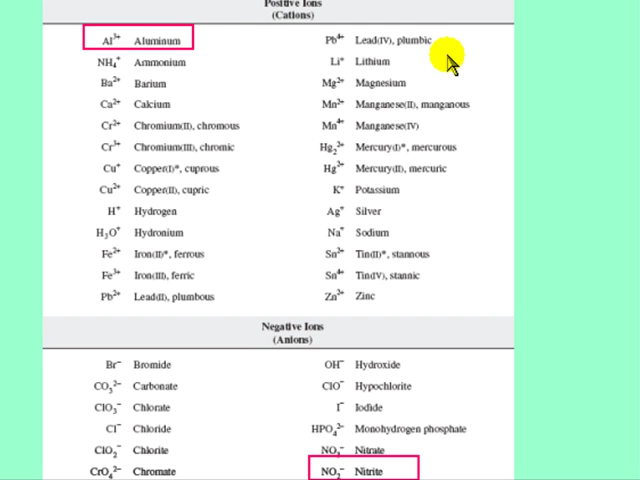 Positive Ions
(Cations)
Al³⁺ Aluminum
NH₄⁺ Ammonium
Ba²⁺ Barium
Ca²⁺ Calcium
Cr²⁺ Chromium(II), chromous
Cr³⁺ Chromium(III), chromic
Cu⁺ Copper(I)*, cuprous
Cu²⁺ Copper(II), cupric
H⁺ Hydrogen
H₃O⁺ Hydronium
Fe²⁺ Iron(II)*, ferrous
Fe³⁺ Iron(III), ferric
Pb²⁺ Lead(II), plumbous
Pb⁴⁺ Lead(IV), plumbic
Li⁺ Lithium
Mg²⁺ Magnesium
Mn²⁺ Manganese(II), manganous
Mn⁴⁺ Manganese(IV)
Hg₂²⁺ Mercury(I)*, mercurous
Hg²⁺ Mercury(II), mercuric
K⁺ Potassium
Ag⁺ Silver
Na⁺ Sodium
Sn²⁺ Tin(II)*, stannous
Sn⁴⁺ Tin(IV), stannic
Zn²⁺ Zinc
Negative Ions
(Anions)
Br⁻ Bromide
CO₃²⁻ Carbonate
ClO₃⁻ Chlorate
Cl⁻ Chloride
ClO₂⁻ Chlorite
CrO₄²⁻ Chromate
OH⁻ Hydroxide
ClO⁻ Hypochlorite
I⁻ Iodide
HPO₄²⁻ Monohydrogen phosphate
NO₃⁻ Nitrate
NO₂⁻ Nitrite